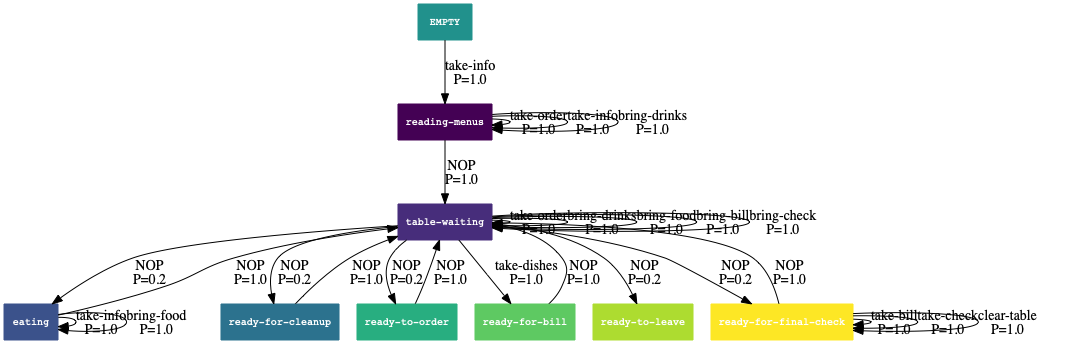 EMPTY
take-info
P=1.0
reading-menus
take-order
take-info
bring-drinks
P=1.0
P=1.0
P=1.0
NOP
P=1.0
table-waiting
take-order
bring-drinks
bring-food
bring-bill
bring-check
P=1.0
P=1.0
P=1.0
P=1.0
P=1.0
NOP
P=0.2
NOP
P=1.0
NOP
P=0.2
NOP
P=1.0
NOP
P=0.2
NOP
P=1.0
take-dishes
P=1.0
NOP
P=1.0
NOP
P=0.2
NOP
P=0.2
NOP
P=1.0
eating
take-info
bring-food
P=1.0
P=1.0
ready-for-cleanup
ready-to-order
ready-for-bill
ready-to-leave
ready-for-final-check
take-bill
take-check
clear-table
P=1.0
P=1.0
P=1.0